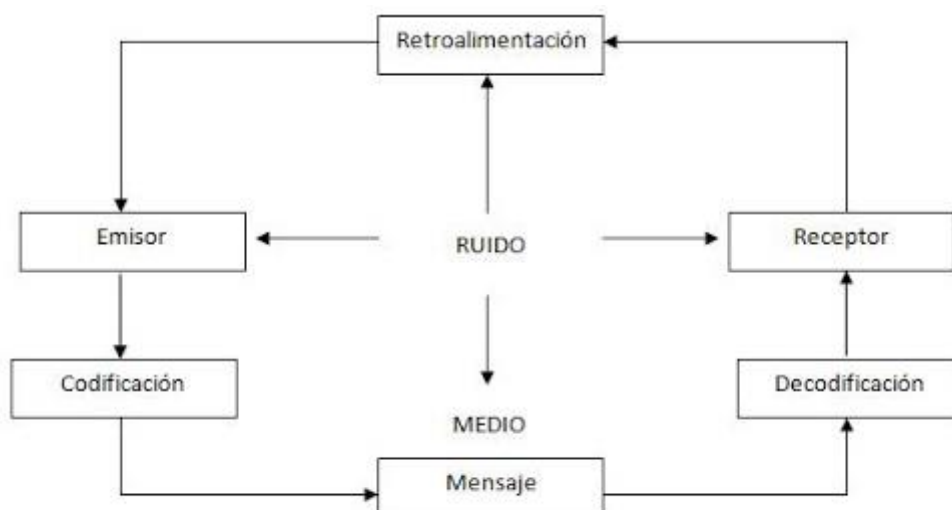 Retroalimentación
Emisor
RUIDO
Receptor
Codificación
Decodificación
MEDIO
Mensaje